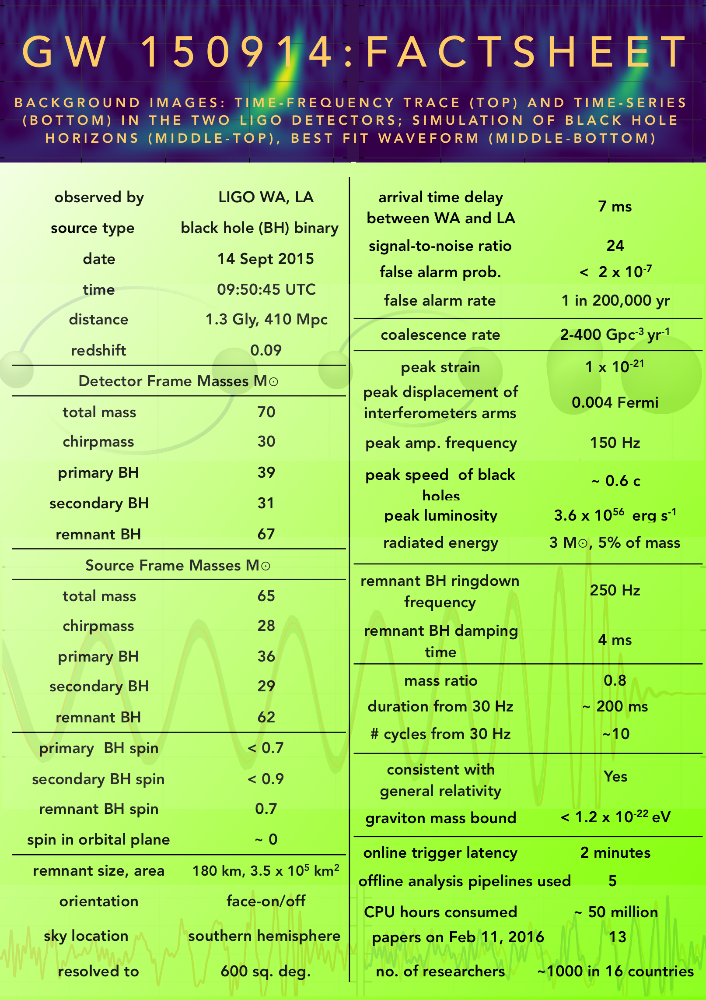 GW 150914:FACTSHEET
BACKGROUND IMAGES: TIME-FREQUENCY TRACE (TOP) AND TIME-SERIES
(BOTTOM) IN THE TWO LIGO DETECTORS; SIMULATION OF BLACK HOLE
HORIZONS (MIDDLE-TOP), BEST FIT WAVEFORM (MIDDLE-BOTTOM)
observed by LIGO WA, LA
source type black hole (BH) binary
date 14 Sept 2015
time 09:50:45 UTC
distance 1.3 Gly, 410 Mpc
redshift 0.09
Detector Frame Masses M☉
total mass 70
chirpmass 30
primary BH 39
secondary BH 31
remnant BH 67
Source Frame Masses M☉
total mass 65
chirpmass 28
primary BH 36
secondary BH 29
remnant BH 62
primary BH spin < 0.7
secondary BH spin < 0.9
remnant BH spin 0.7
spin in orbital plane ~ 0
remnant size, area 180 km, 3.5 x 10⁵ km²
orientation face-on/off
sky location southern hemisphere
resolved to 600 sq. deg.
arrival time delay
between WA and LA 7 ms
signal-to-noise ratio 24
false alarm prob. < 2 x 10⁻⁷
false alarm rate 1 in 200,000 yr
coalescence rate 2-400 Gpc⁻³ yr⁻¹
peak strain 1 x 10⁻²¹
peak displacement of
interferometers arms 0.004 Fermi
peak amp. frequency 150 Hz
peak speed of black
holes ~ 0.6 c
peak luminosity 3.6 x 10⁵⁶ erg s⁻¹
radiated energy 3 M☉, 5% of mass
remnant BH ringdown
frequency 250 Hz
remnant BH damping
time 4 ms
mass ratio 0.8
duration from 30 Hz ~ 200 ms
# cycles from 30 Hz ~10
consistent with
general relativity Yes
graviton mass bound < 1.2 x 10⁻²² eV
online trigger latency 2 minutes
offline analysis pipelines used 5
CPU hours consumed ~ 50 million
papers on Feb 11, 2016 13
no. of researchers ~1000 in 16 countries